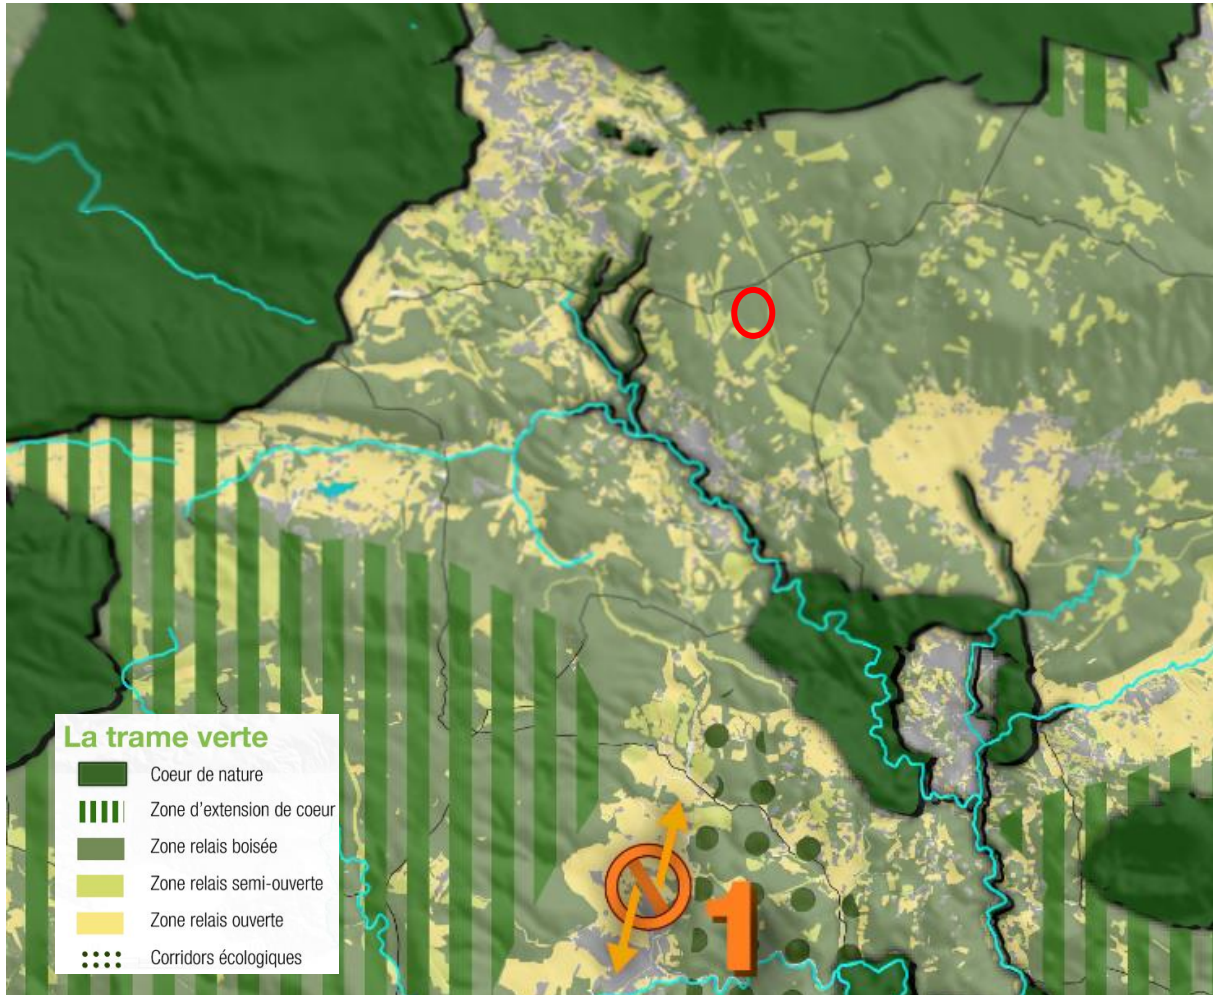 La trame verte
Coeur de nature
Zone d'extension de coeur
Zone relais boisée
Zone relais semi-ouverte
Zone relais ouverte
Corridors écologiques
1